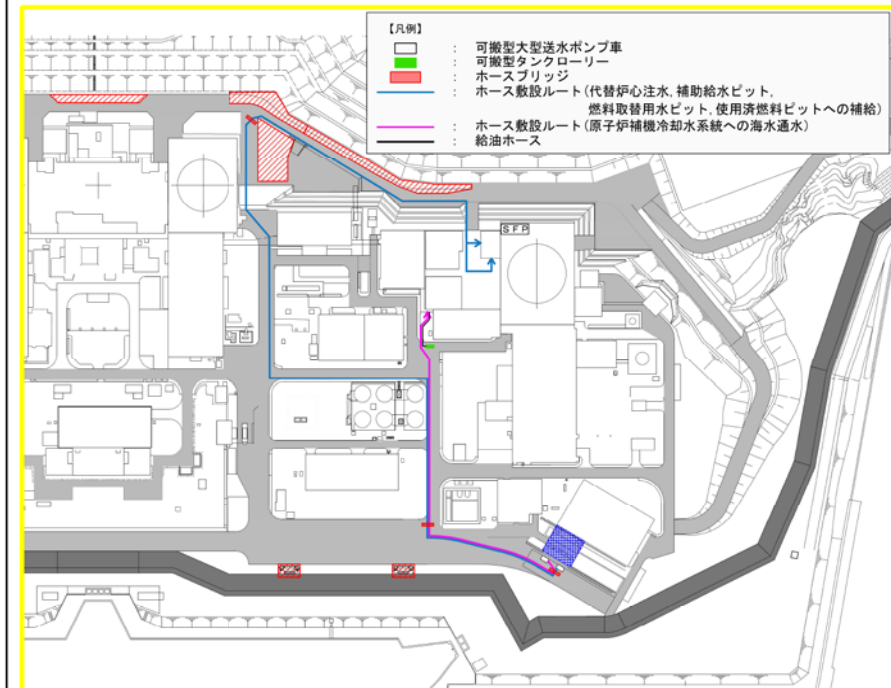 【凡例】
： 可搬型大型送水ポンプ車
： 可搬型タンクローリー
： ホースブリッジ
： ホース敷設ルート(代替炉心注水，補助給水ピット，
燃料取替用水ピット，使用済燃料ピットへの補給)
： ホース敷設ルート(原子炉補機冷却水系統への海水通水)
： 給油ホース
SFP